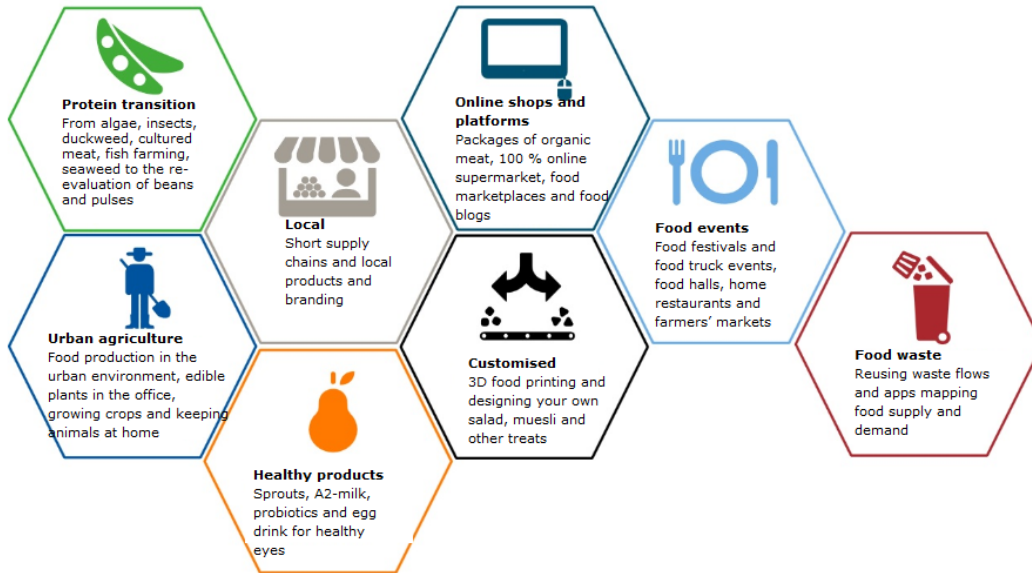 Protein transition
From algae, insects,
duckweed, cultured
meat, fish farming,
seaweed to the re-
evaluation of beans
and pulses
Online shops and
platforms
Packages of organic
meat, 100 % online
supermarket, food
marketplaces and food
blogs
Local
Short supply
chains and local
products and
branding
Food events
Food festivals and
food truck events,
food halls, home
restaurants and
farmers’ markets
Urban agriculture
Food production in the
urban environment, edible
plants in the office,
growing crops and keeping
animals at home
Customised
3D food printing and
designing your own
salad, muesli and
other treats
Food waste
Reusing waste flows
and apps mapping
food supply and
demand
Healthy products
Sprouts, A2-milk,
probiotics and egg
drink for healthy
eyes